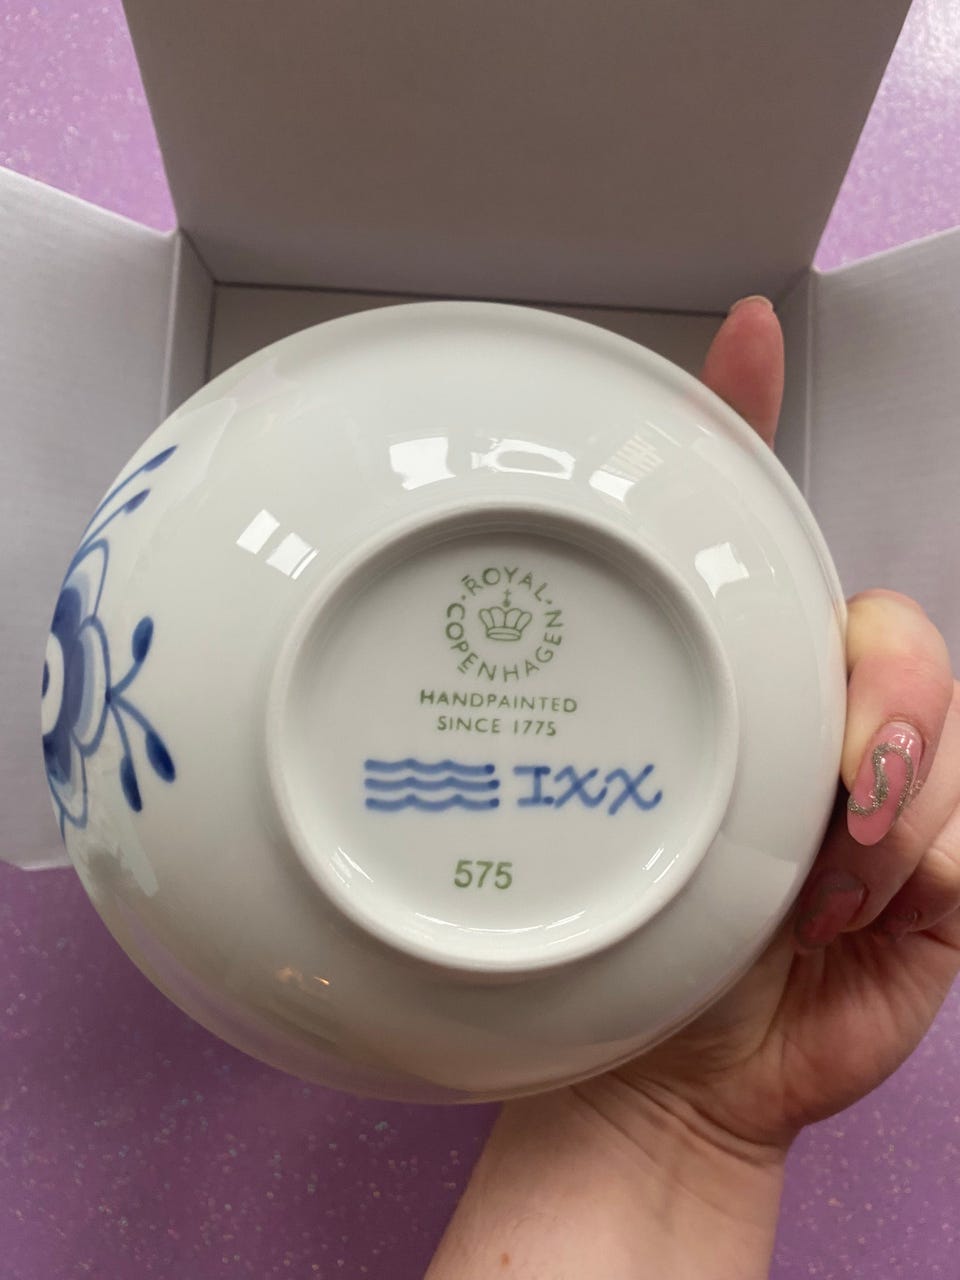 ROYAL · COPENHAGEN ·
HANDPAINTED
SINCE 1775
IXX
575